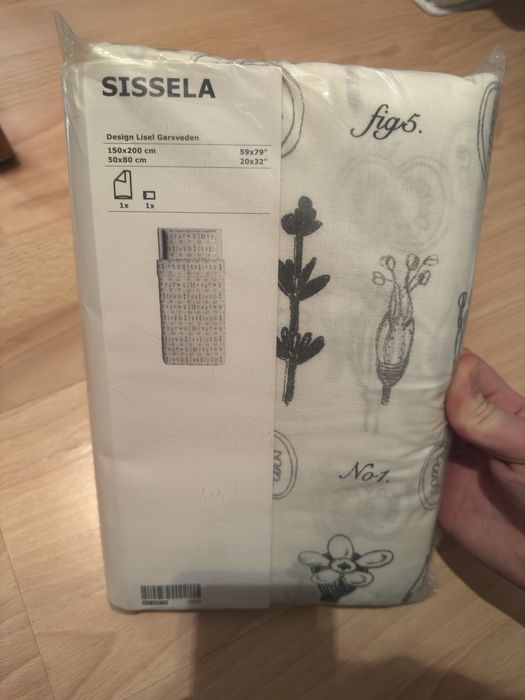 SISSELA
Design Lisel Garsveden
150x200 cm 59x79"
50x80 cm 20x32"
1x 1x
fig5.
No1.